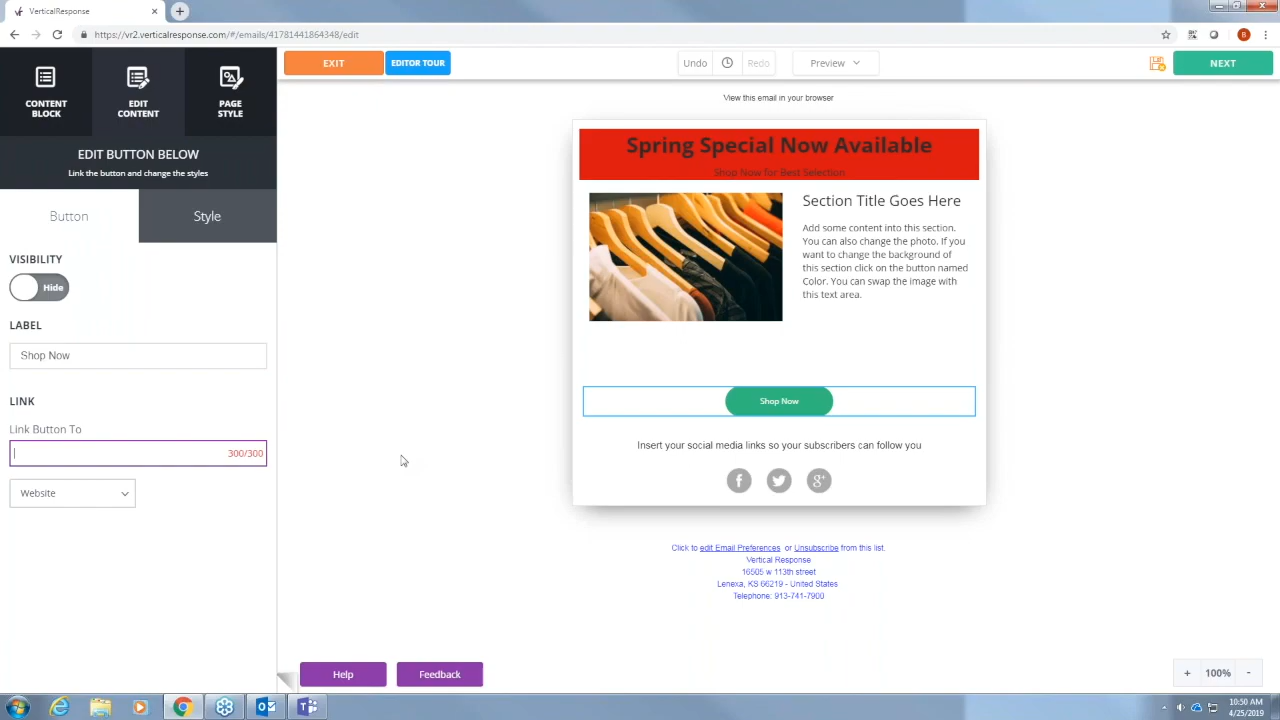 VerticalResponse
https://vr2.verticalresponse.com/#/emails/41781441864348/edit
B
CONTENT
BLOCK
EDIT
CONTENT
PAGE
STYLE
EXIT
EDITOR TOUR
Undo
Redo
Preview
NEXT
EDIT BUTTON BELOW
Link the button and change the styles
Button
Style
VISIBILITY
Hide
LABEL
Shop Now
LINK
Link Button To
300/300
Website
View this email in your browser
Spring Special Now Available
Shop Now for Best Selection
Section Title Goes Here
Add some content into this section.
You can also change the photo. If you
want to change the background of
this section click on the button named
Color. You can swap the image with
this text area.
Shop Now
Insert your social media links so your subscribers can follow you
Click to edit Email Preferences or Unsubscribe from this list.
Vertical Response
16505 w 113th street
Lenexa, KS 66219 - United States
Telephone: 913-741-7900
Help
Feedback
+ 100% -
10:50 AM
4/25/2019